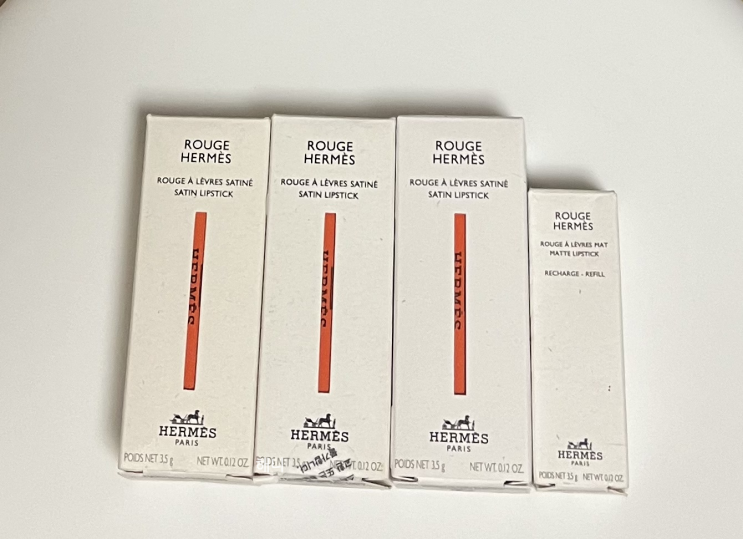 ROUGE
HERMÈS
ROUGE À LÈVRES SATINÉ
SATIN LIPSTICK
HERMÈS
HERMÈS
PARIS
POIDS NET 3.5 g NET WT. 0.12 OZ.
ROUGE
HERMÈS
ROUGE À LÈVRES SATINÉ
SATIN LIPSTICK
HERMÈS
HERMÈS
PARIS
POIDS NET 3.5 T. 0.12 OZ.
ROUGE
HERMÈS
ROUGE À LÈVRES SATINÉ
SATIN LIPSTICK
HERMÈS
HERMÈS
PARIS
POIDS NET 3.5 g NET WT. 0.12 OZ.
ROUGE
HERMÈS
ROUGE À LÈVRES MAT
MATTE LIPSTICK
RECHARGE - REFILL
HERMÈS
PARIS
POIDS NET 3.5 g NET WT. 0.12 OZ.